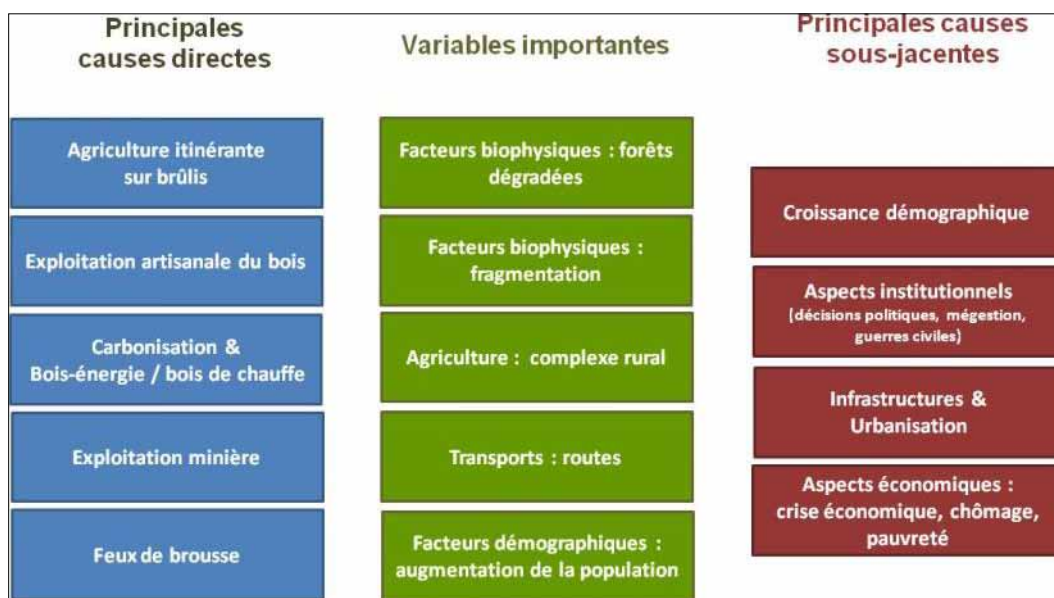 Principales
causes directes
Agriculture itinérante
sur brûlis
Exploitation artisanale du bois
Carbonisation &
Bois-énergie / bois de chauffe
Exploitation minière
Feux de brousse
Variables importantes
Facteurs biophysiques : forêts
dégradées
Facteurs biophysiques :
fragmentation
Agriculture : complexe rural
Transports : routes
Facteurs démographiques :
augmentation de la population
Principales causes
sous-jacentes
Croissance démographique
Aspects institutionnels
(décisions politiques, mégestion,
guerres civiles)
Infrastructures &
Urbanisation
Aspects économiques :
crise économique, chômage,
pauvreté